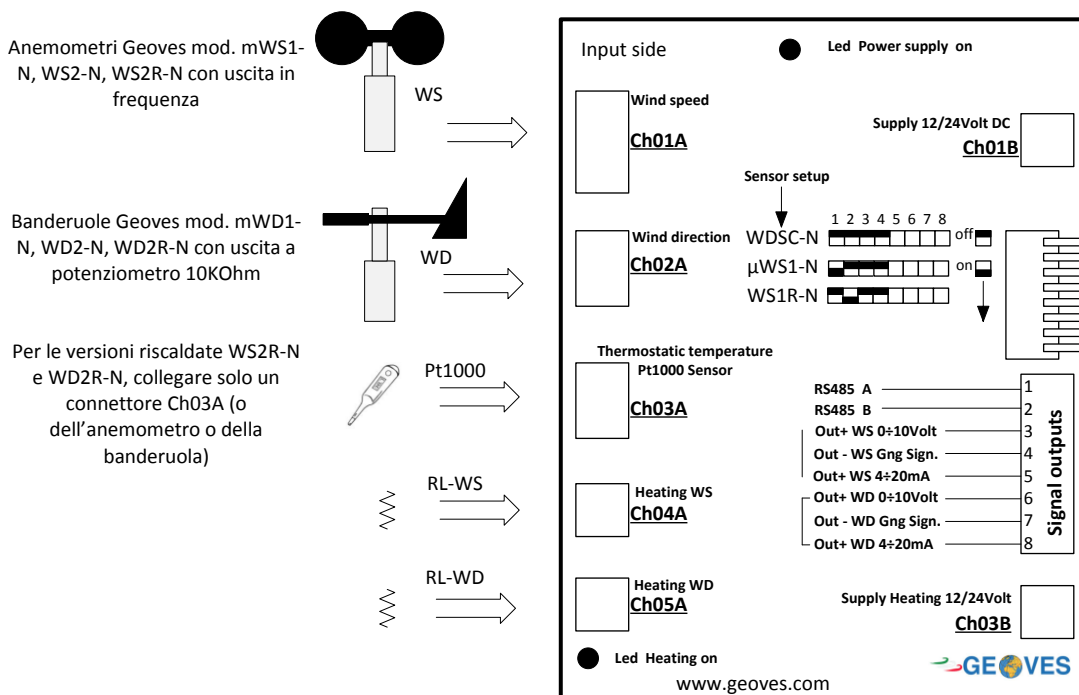 Anemometri Geoves mod. mWS1-
N, WS2-N, WS2R-N con uscita in
frequenza
WS
Banderuole Geoves mod. mWD1-
N, WD2-N, WD2R-N con uscita a
potenziometro 10KOhm
WD
Per le versioni riscaldate WS2R-N
e WD2R-N, collegare solo un
connettore Ch03A (o
dell'anemometro o della
banderuola)
Pt1000
RL-WS
RL-WD
Input side
Led Power supply on
Wind speed
Ch01A
Supply 12/24Volt DC
Ch01B
Sensor setup
1 2 3 4 5 6 7 8
WDSC-N
off
µWS1-N
on
WS1R-N
Wind direction
Ch02A
Thermostatic temperature
Pt1000 Sensor
Ch03A
RS485 A 1
RS485 B 2
Out+ WS 0÷10Volt 3
Out - WS Gng Sign. 4
Out+ WS 4÷20mA 5
Out+ WD 0÷10Volt 6
Out - WD Gng Sign. 7
Out+ WD 4÷20mA 8
Signal outputs
Heating WS
Ch04A
Heating WD
Ch05A
Supply Heating 12/24Volt
Ch03B
Led Heating on
www.geoves.com
GEOVES